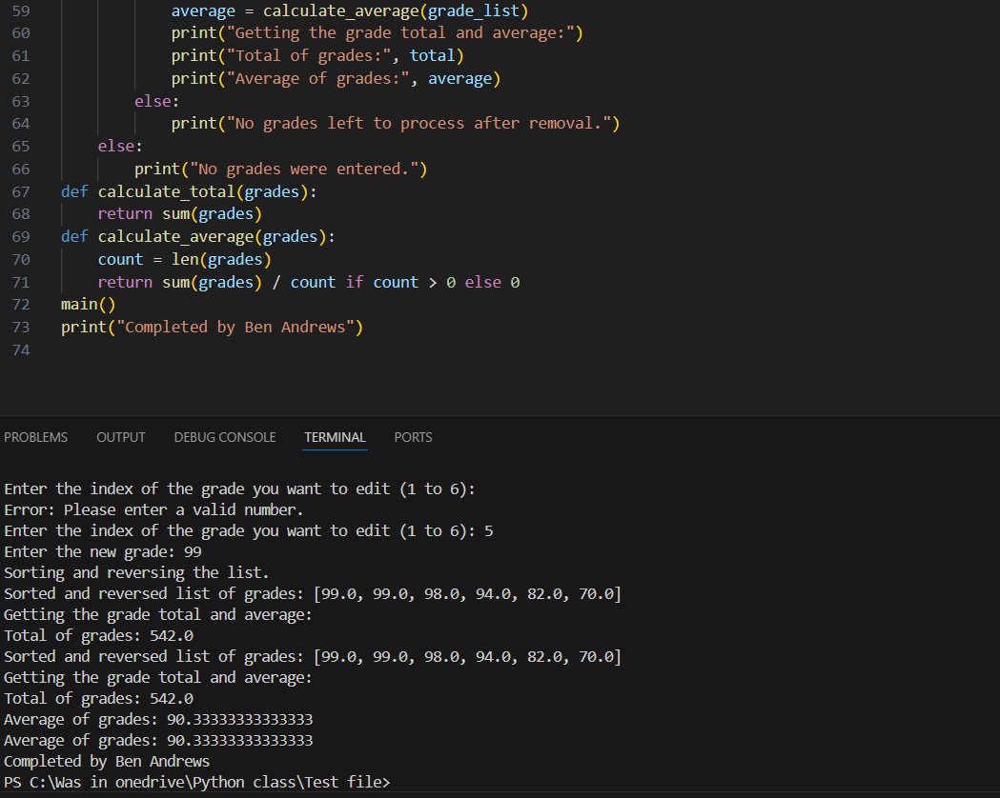 59 average = calculate_average(grade_list)
60 print("Getting the grade total and average:")
61 print("Total of grades:", total)
62 print("Average of grades:", average)
63 else:
64 print("No grades left to process after removal.")
65 else:
66 print("No grades were entered.")
67 def calculate_total(grades):
68 return sum(grades)
69 def calculate_average(grades):
70 count = len(grades)
71 return sum(grades) / count if count > 0 else 0
72 main()
73 print("Completed by Ben Andrews")
74
PROBLEMS OUTPUT DEBUG CONSOLE TERMINAL PORTS
Enter the index of the grade you want to edit (1 to 6):
Error: Please enter a valid number.
Enter the index of the grade you want to edit (1 to 6): 5
Enter the new grade: 99
Sorting and reversing the list.
Sorted and reversed list of grades: [99.0, 99.0, 98.0, 94.0, 82.0, 70.0]
Getting the grade total and average:
Total of grades: 542.0
Sorted and reversed list of grades: [99.0, 99.0, 98.0, 94.0, 82.0, 70.0]
Getting the grade total and average:
Total of grades: 542.0
Average of grades: 90.33333333333333
Average of grades: 90.33333333333333
Completed by Ben Andrews
PS C:\Was in onedrive\Python class\Test file>